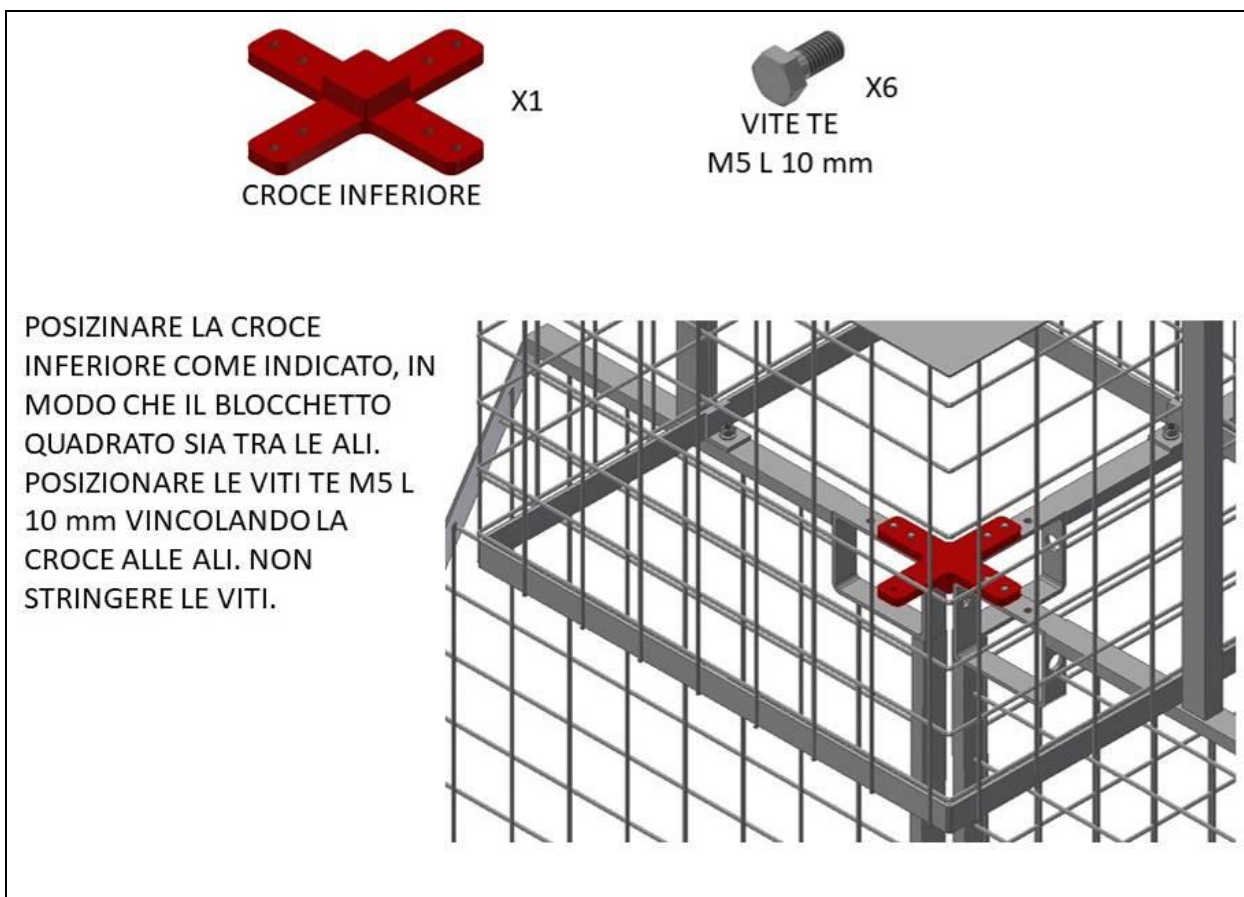 X1
CROCE INFERIORE
X6
VITE TE
M5 L 10 mm
POSIZINARE LA CROCE
INFERIORE COME INDICATO, IN
MODO CHE IL BLOCCHETTO
QUADRATO SIA TRA LE ALI.
POSIZIONARE LE VITI TE M5 L
10 mm VINCOLANDO LA
CROCE ALLE ALI. NON
STRINGERE LE VITI.